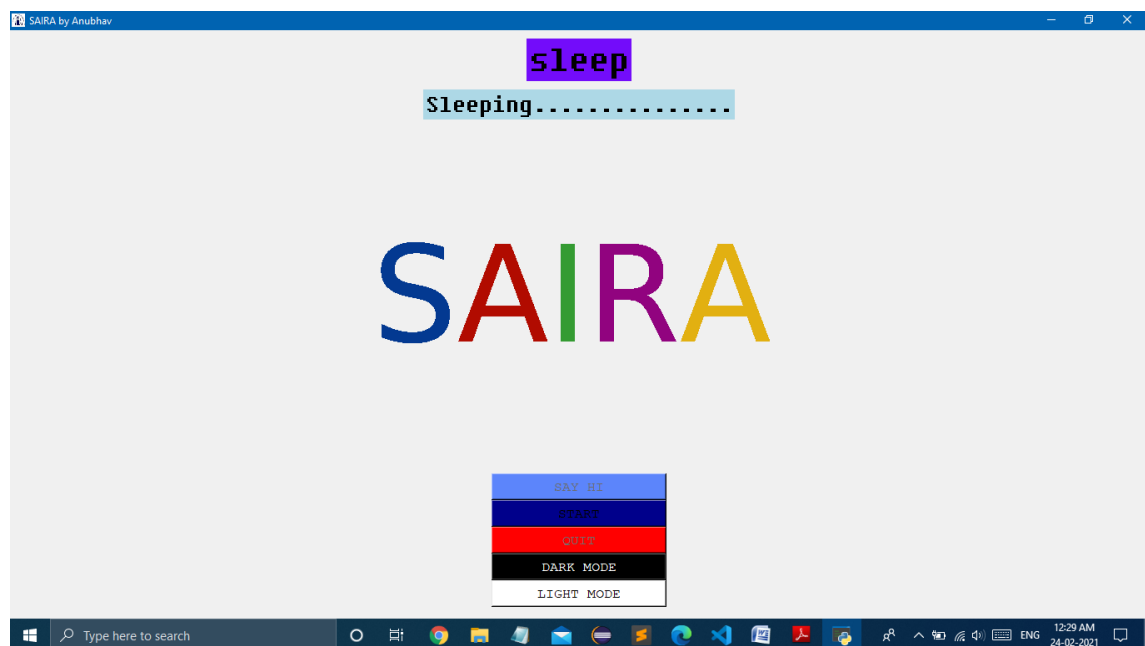 SAIRA by Anubhav
sleep
Sleeping...............
SAIRA
SAY HI
START
QUIT
DARK MODE
LIGHT MODE
Type here to search
ENG
12:29 AM
24-02-2021